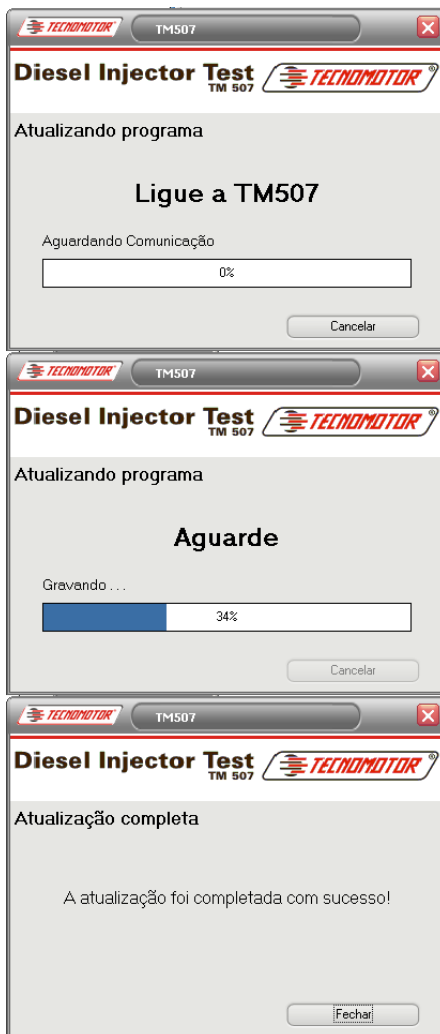 TECNOMOTOR TM507
Diesel Injector Test TECNOMOTOR®
TM 507
Atualizando programa
Ligue a TM507
Aguardando Comunicação
0%
Cancelar
TECNOMOTOR TM507
Diesel Injector Test TECNOMOTOR®
TM 507
Atualizando programa
Aguarde
Gravando . . .
34%
Cancelar
TECNOMOTOR TM507
Diesel Injector Test TECNOMOTOR®
TM 507
Atualização completa
A atualização foi completada com sucesso!
Fechar